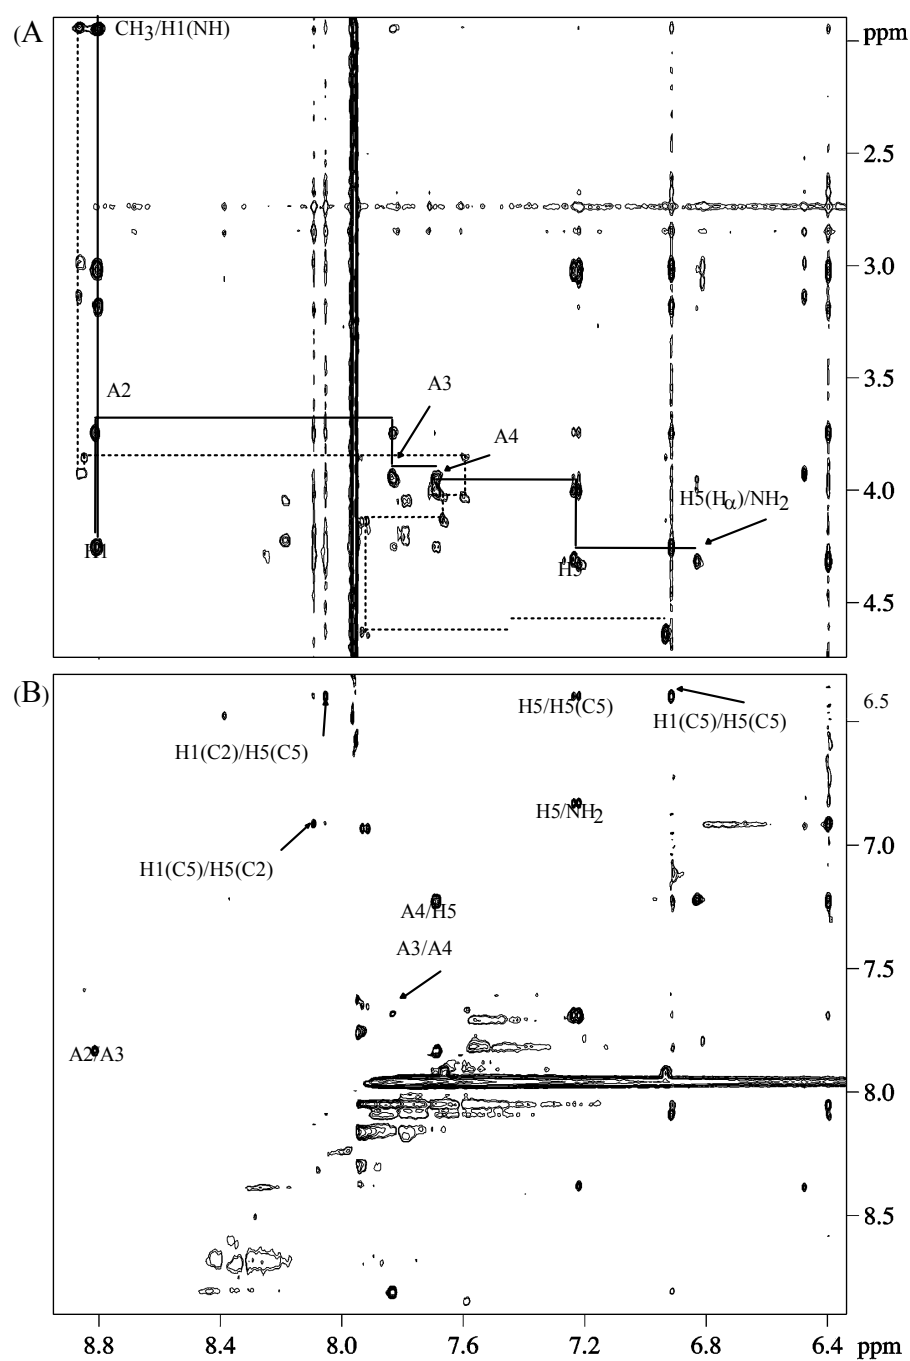 (A)
CH3/H1(NH)
ppm
2.5
3.0
A2
A3
3.5
A4
4.0
H5(Hα)/NH2
H1
H5
4.5
(B)
H5/H5(C5)
6.5
H1(C2)/H5(C5)
H1(C5)/H5(C5)
H5/NH2
7.0
H1(C5)/H5(C2)
A4/H5
A3/A4
7.5
A2/A3
8.0
8.5
8.8 8.4 8.0 7.6 7.2 6.8 6.4 ppm